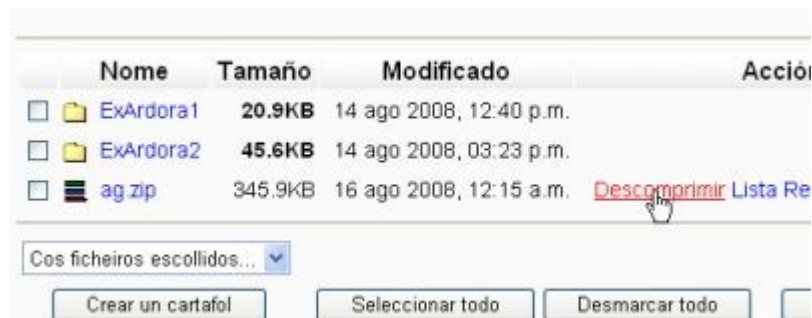 Nome Tamaño Modificado Acción
ExArdora1 20.9KB 14 ago 2008, 12:40 p.m.
ExArdora2 45.6KB 14 ago 2008, 03:23 p.m.
ag.zip 345.9KB 16 ago 2008, 12:15 a.m. Descomprimir Lista Re
Cos ficheiros escollidos...
Crear un cartafol Seleccionar todo Desmarcar todo